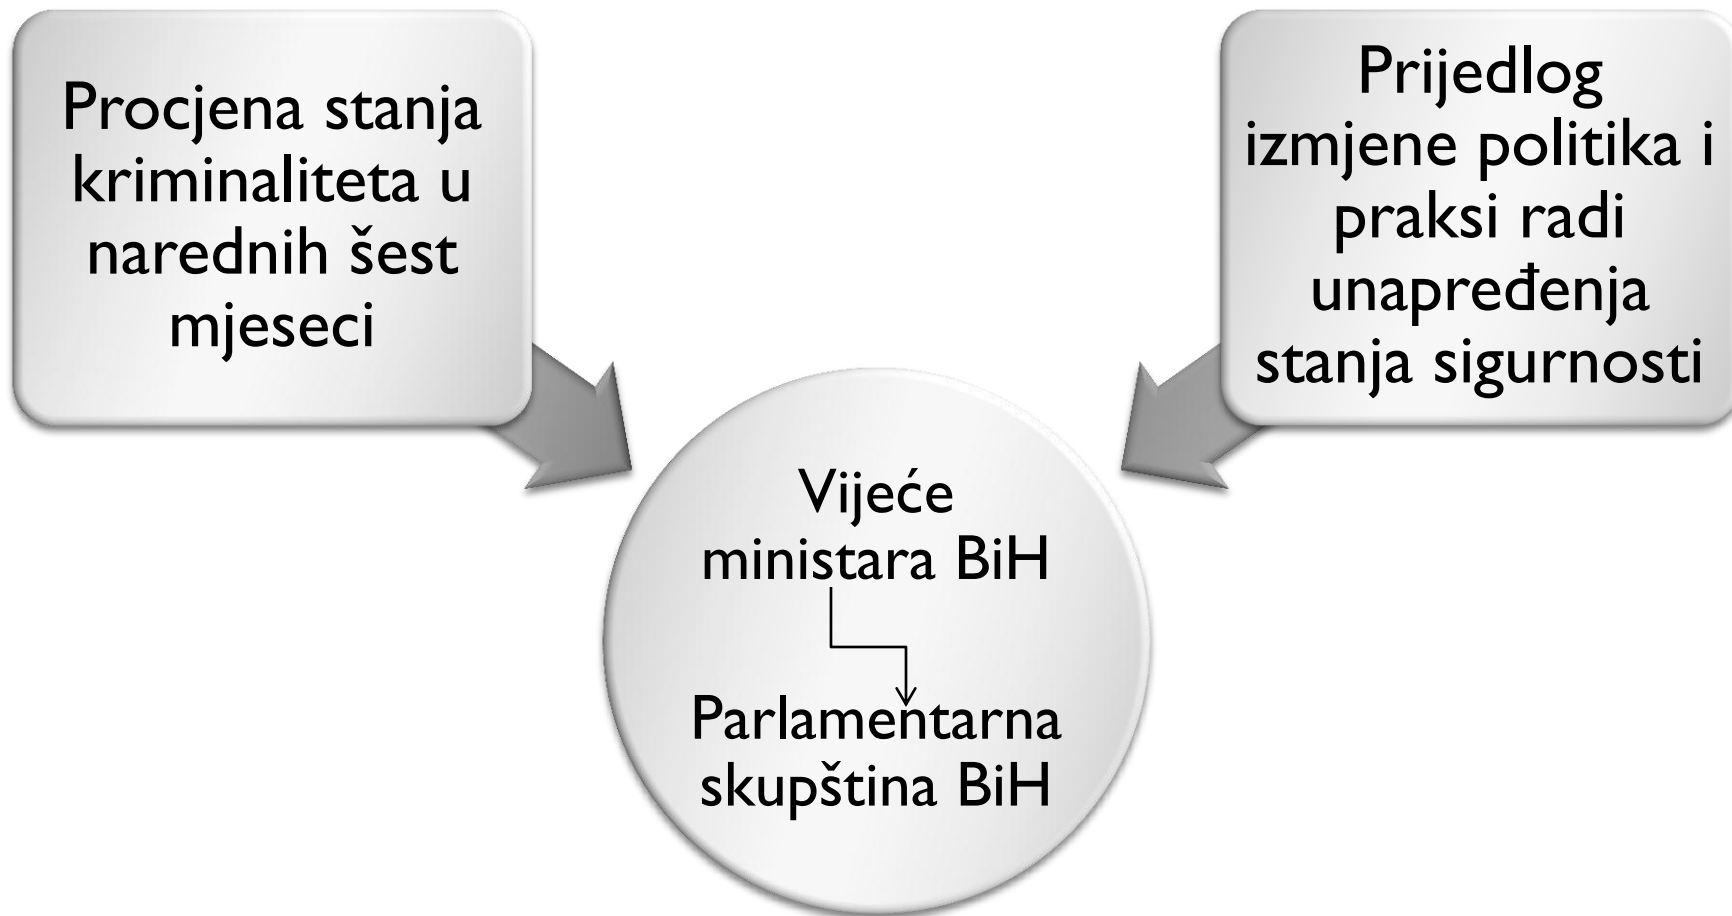 Procjena stanja
kriminaliteta u
narednih šest
mjeseci
Prijedlog
izmjene politika i
praksi radi
unapređenja
stanja sigurnosti
Vijeće
ministara BiH
Parlamentarna
skupština BiH